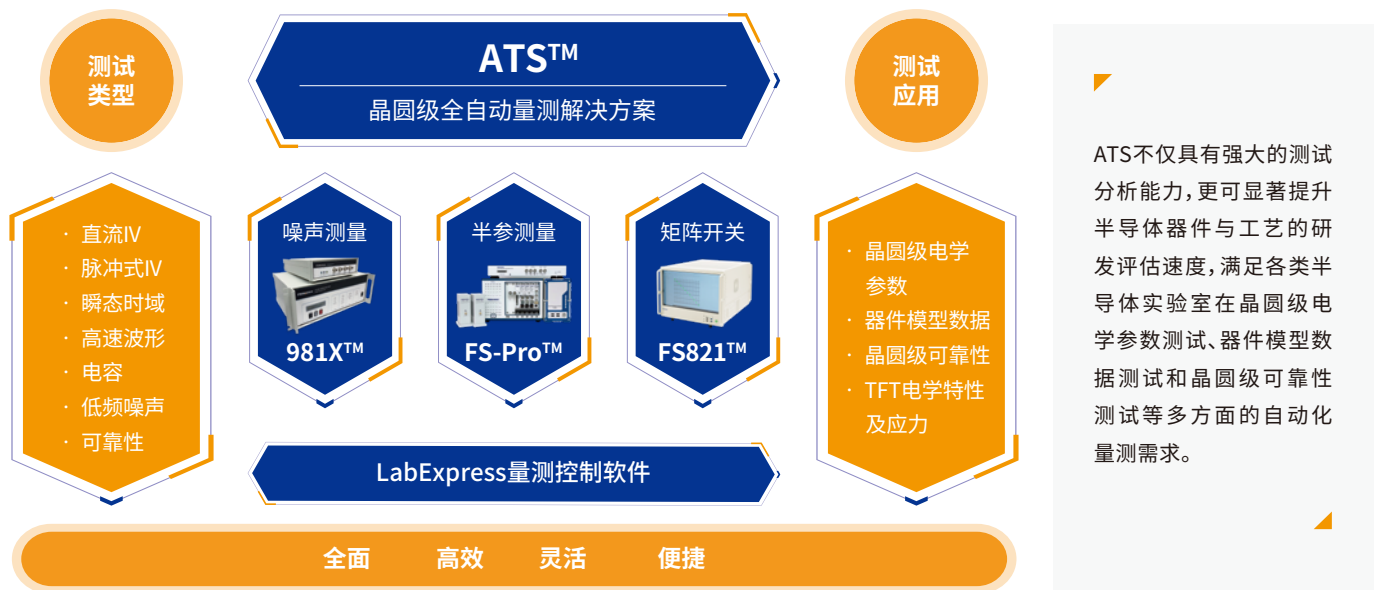 测试
类型
ATS™
晶圆级全自动量测解决方案
测试
应用
· 直流IV
· 脉冲式IV
· 瞬态时域
· 高速波形
· 电容
· 低频噪声
· 可靠性
噪声测量
981X™
半参测量
FS-Pro™
矩阵开关
FS821™
LabExpress量测控制软件
· 晶圆级电学
参数
· 器件模型数据
· 晶圆级可靠性
· TFT电学特性
及应力
全面 高效 灵活 便捷
ATS不仅具有强大的测试
分析能力,更可显著提升
半导体器件与工艺的研
发评估速度,满足各类半
导体实验室在晶圆级电
学参数测试、器件模型数
据测试和晶圆级可靠性
测试等多方面的自动化
量测需求。